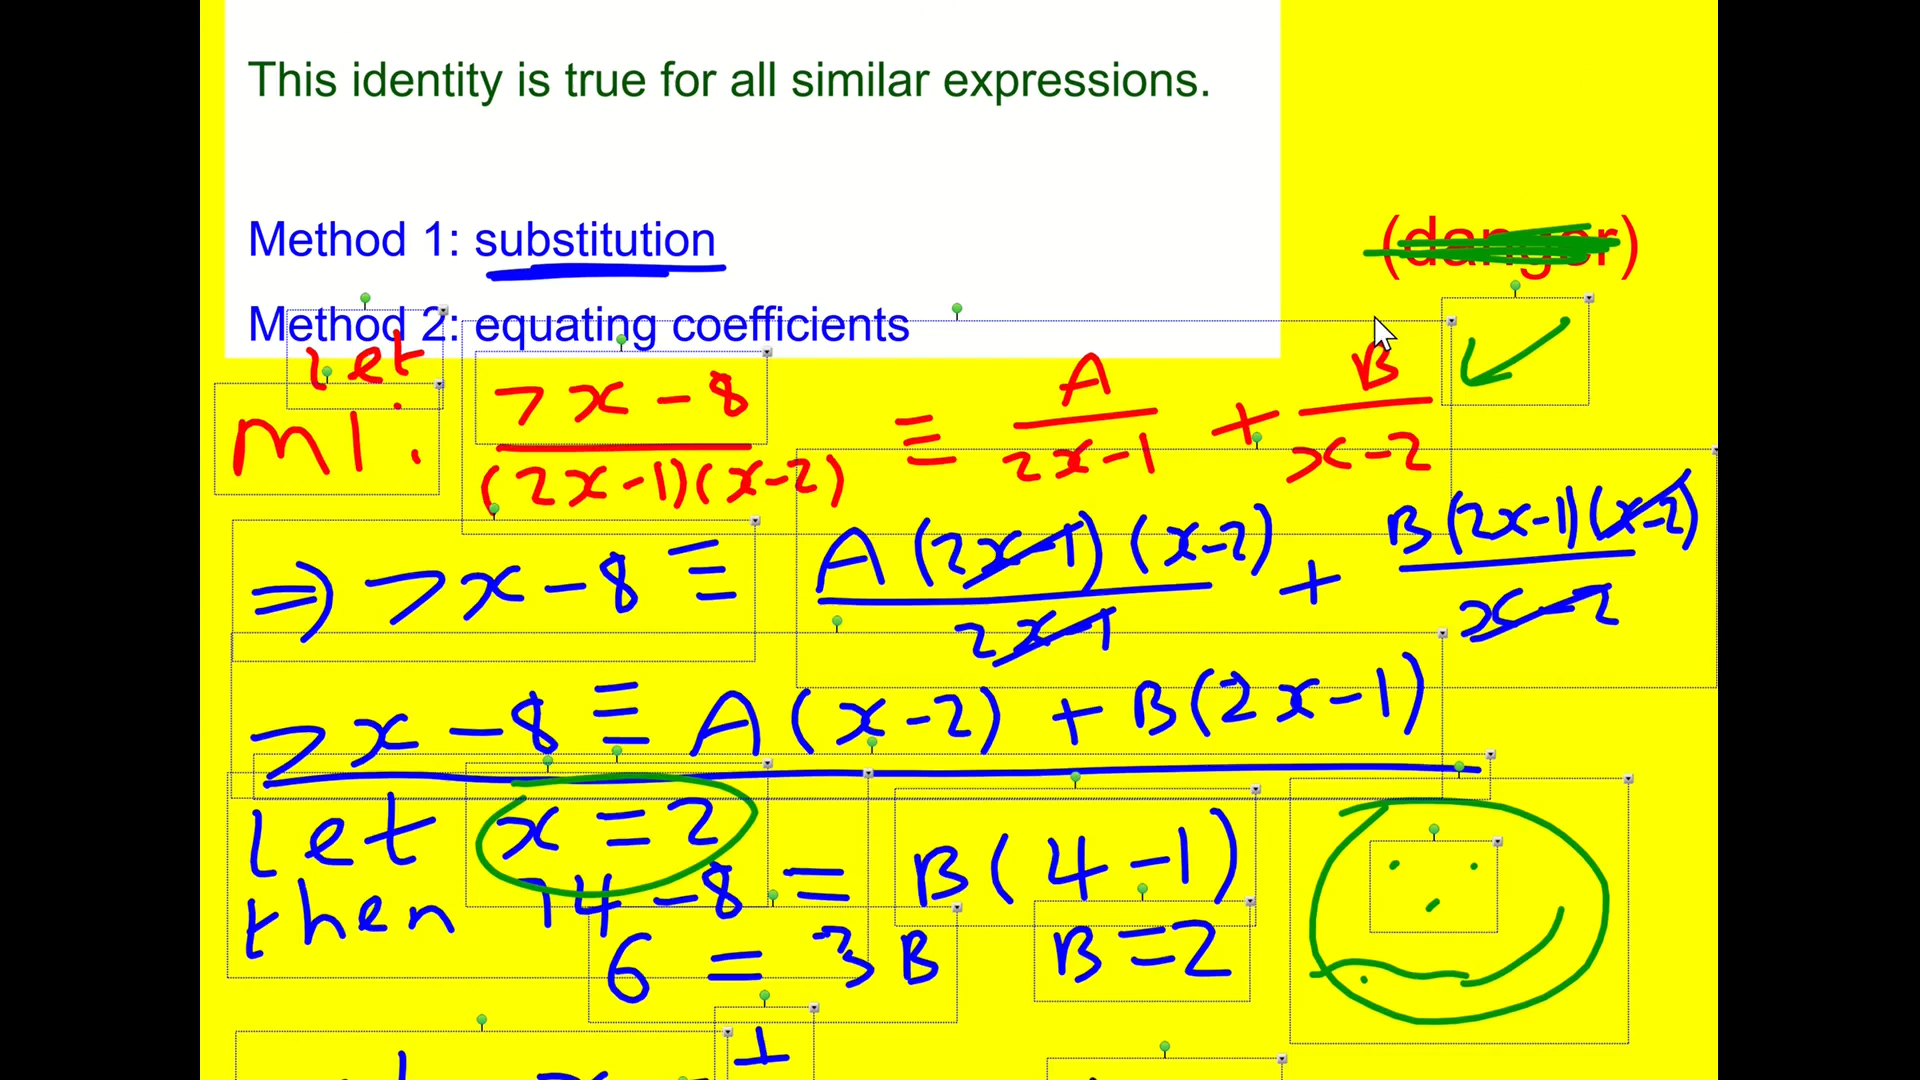 This identity is true for all similar expressions.
Method 1: substitution (danger)
Method 2: equating coefficients
Let
M1: 7x-8/(2x-1)(x-2) ≡ A/2x-1 + B/x-2
⇒ 7x-8 ≡ A(2x-1)(x-2)/2x-1 + B(2x-1)(x-2)/x-2
7x-8 ≡ A(x-2) + B(2x-1)
let x=2
then 14-8 = B(4-1)
6 = 3B B=2